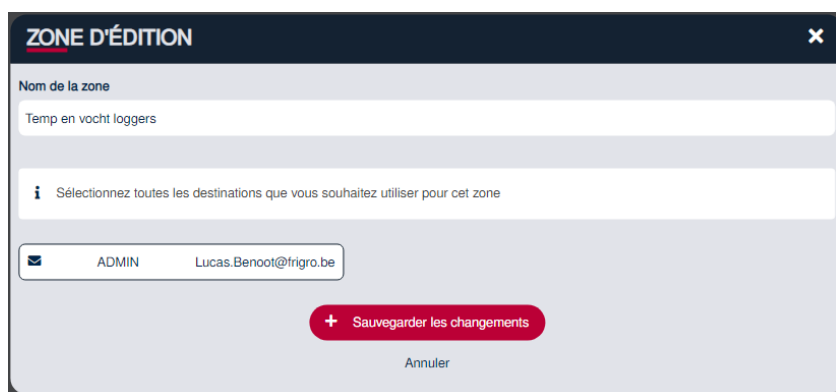 ZONE D'ÉDITION
Nom de la zone
Temp en vocht loggers
Sélectionnez toutes les destinations que vous souhaitez utiliser pour cet zone
ADMIN Lucas.Benoot@frigro.be
Sauvegarder les changements
Annuler